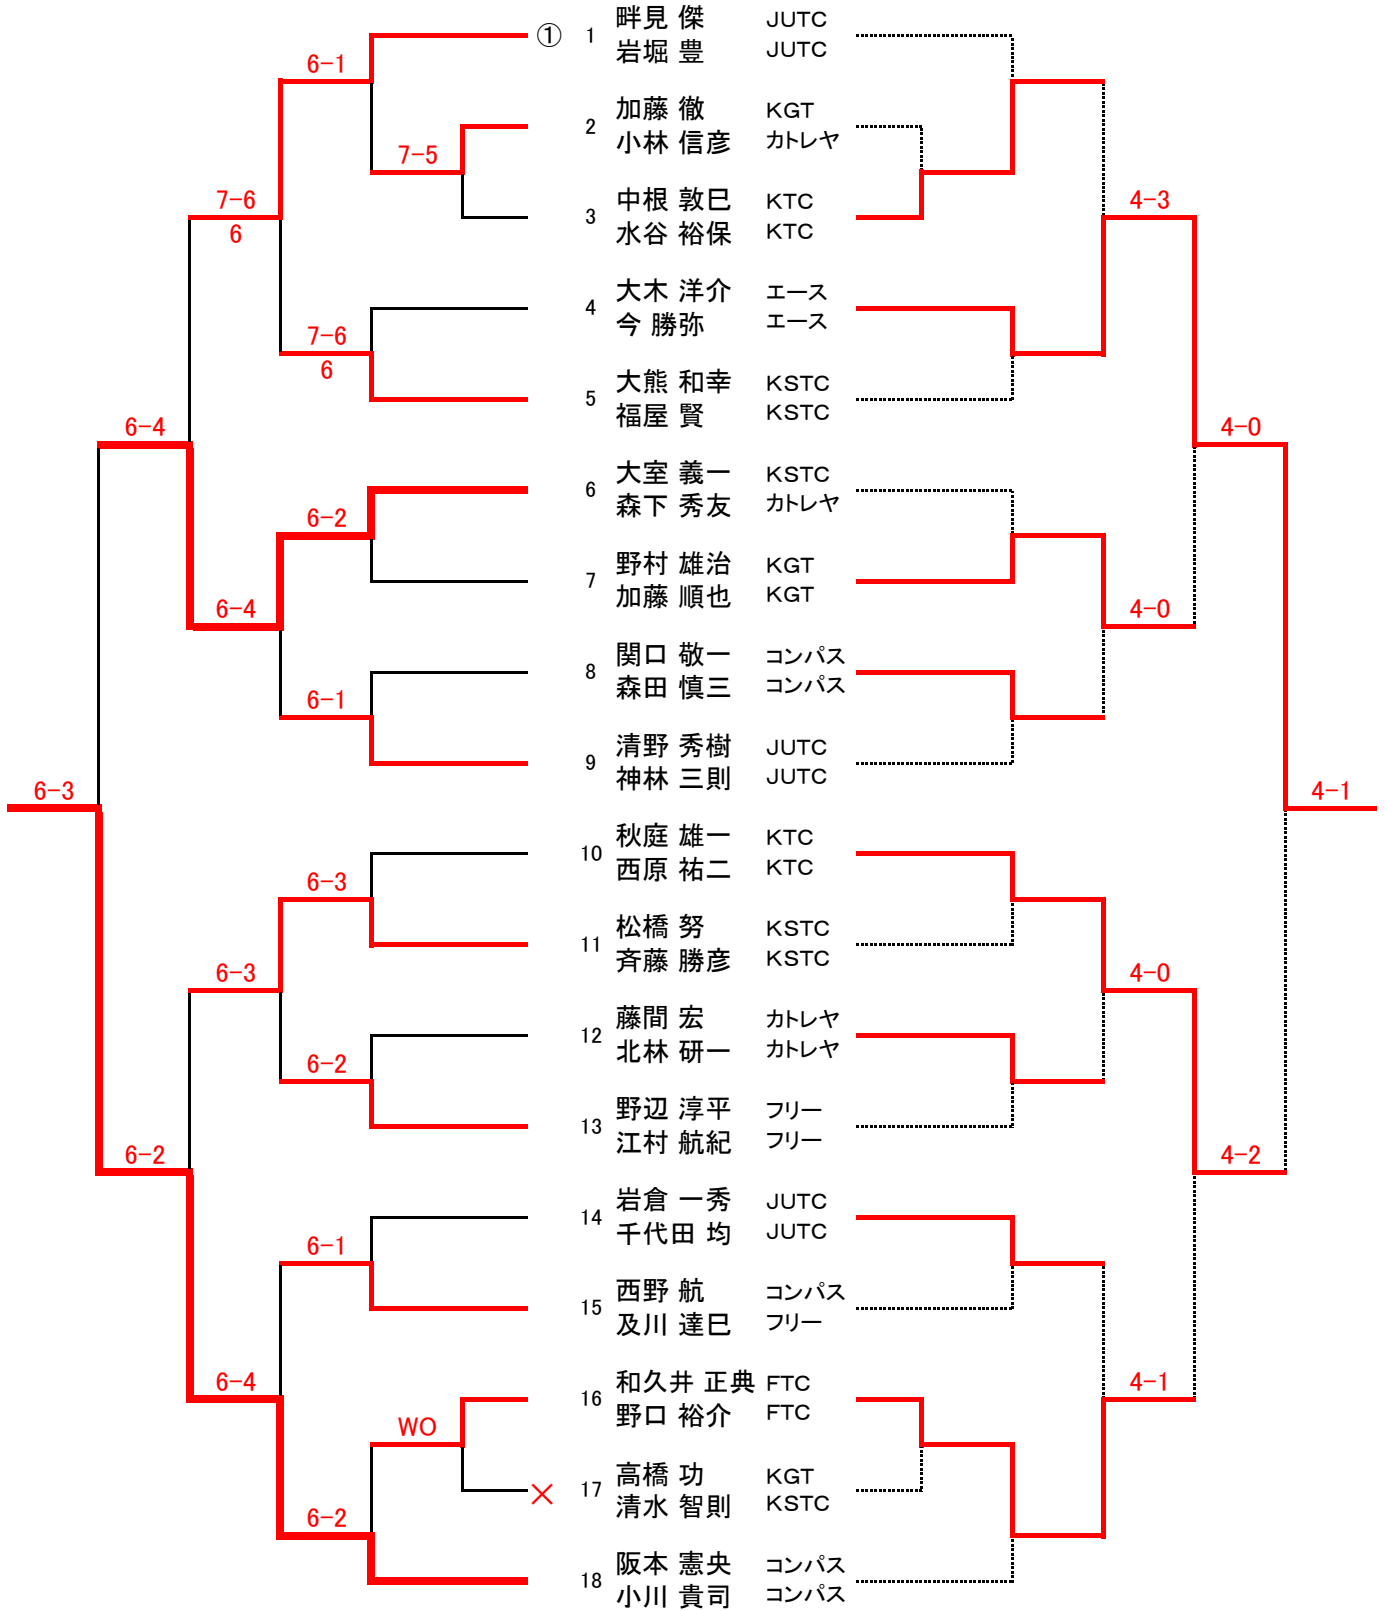 ① 1 畔見 傑 JUTC
岩堀 豊 JUTC
6-1
2 加藤 徹 KGT
小林 信彦 カトレヤ
7-5
3 中根 敦巳 KTC
水谷 裕保 KTC
7-6
6
4-3
4 大木 洋介 エース
今 勝弥 エース
7-6
6
5 大熊 和幸 KSTC
福屋 賢 KSTC
6-4
4-0
6 大室 義一 KSTC
森下 秀友 カトレヤ
6-2
7 野村 雄治 KGT
加藤 順也 KGT
6-4
4-0
8 関口 敬一 コンパス
森田 慎三 コンパス
6-1
9 清野 秀樹 JUTC
神林 三則 JUTC
6-3
4-1
10 秋庭 雄一 KTC
西原 祐二 KTC
6-3
11 松橋 努 KSTC
斉藤 勝彦 KSTC
6-3
4-0
12 藤間 宏 カトレヤ
北林 研一 カトレヤ
6-2
13 野辺 淳平 フリー
江村 航紀 フリー
6-2
4-2
14 岩倉 一秀 JUTC
千代田 均 JUTC
6-1
15 西野 航 コンパス
及川 達巳 フリー
6-4
4-1
16 和久井 正典 FTC
野口 裕介 FTC
WO
× 17 高橋 功 KGT
清水 智則 KSTC
6-2
18 阪本 憲央 コンパス
小川 貴司 コンパス